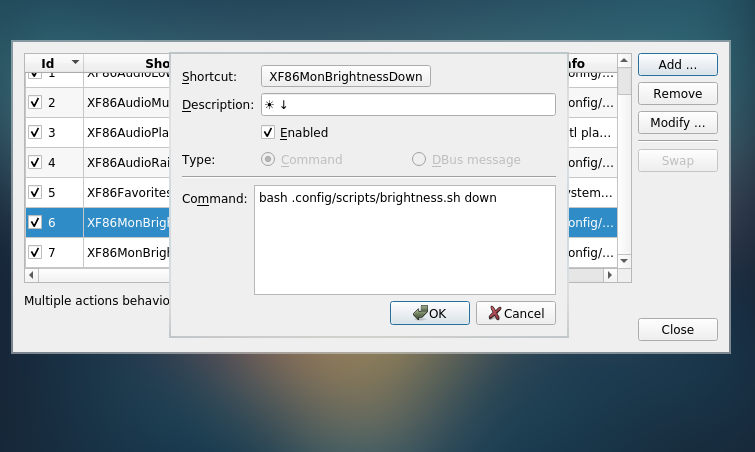 Id
Sho
nfo
Add ...
Shortcut:
XF86MonBrightnessDown
1 XF86AudioLow
onfig/...
Remove
2 XF86AudioMu
Description:
☀ ↓
onfig/...
Modify ...
3 XF86AudioPla
Enabled
tl pla...
4 XF86AudioRai
Type:
Command
DBus message
onfig/...
Swap
5 XF86Favorites
Command:
bash .config/scripts/brightness.sh down
ystem...
6 XF86MonBrigh
onfig/...
7 XF86MonBrigh
onfig/...
Multiple actions behavio
OK
Cancel
Close